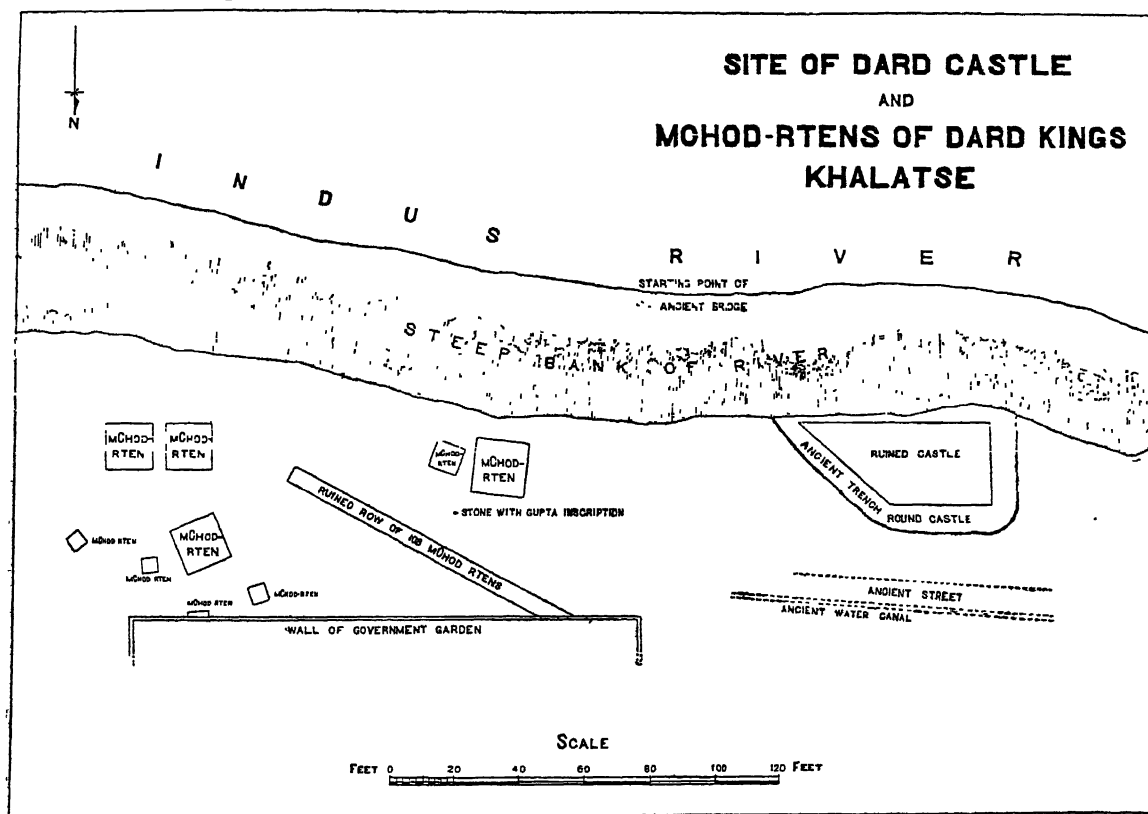 SITE OF DARD CASTLE
AND
MCHOD-RTENS OF DARD KINGS
KHALATSE
N
INDUS
RIVER
STARTING POINT OF
ANCIENT BRIDGE
STEEP BANK OF RIVER
MCHOD-
RTEN
MCHOD-
RTEN
MCHOD-
RTEN
MCHOD-
RTEN
RUINED CASTLE
ANCIENT TRENCH
ROUND CASTLE
RUINED ROW OF 108 MCHOD RTENS
STONE WITH GUPTA INSCRIPTION
MCHOD RTEN
MCHOD-
RTEN
MCHOD RTEN
MCHOD RTEN
MCHOD-RTEN
WALL OF GOVERNMENT GARDEN
ANCIENT STREET
ANCIENT WATER CANAL
SCALE
FEET 0 20 40 60 80 100 120 FEET